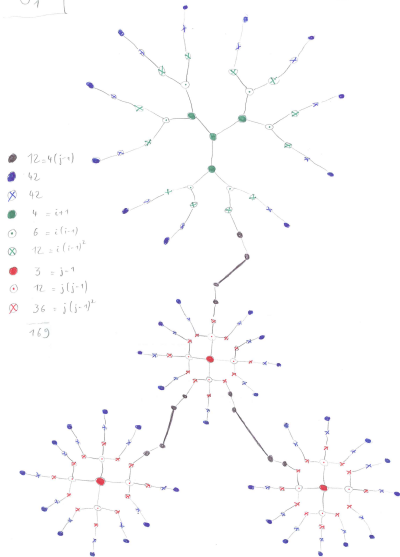 12 = 4(j-1)
42
42
4 = i+1
6 = i(i-1)
12 = i(i-1)²
3 = j-1
12 = j(j-1)
36 = j(j-1)²
169